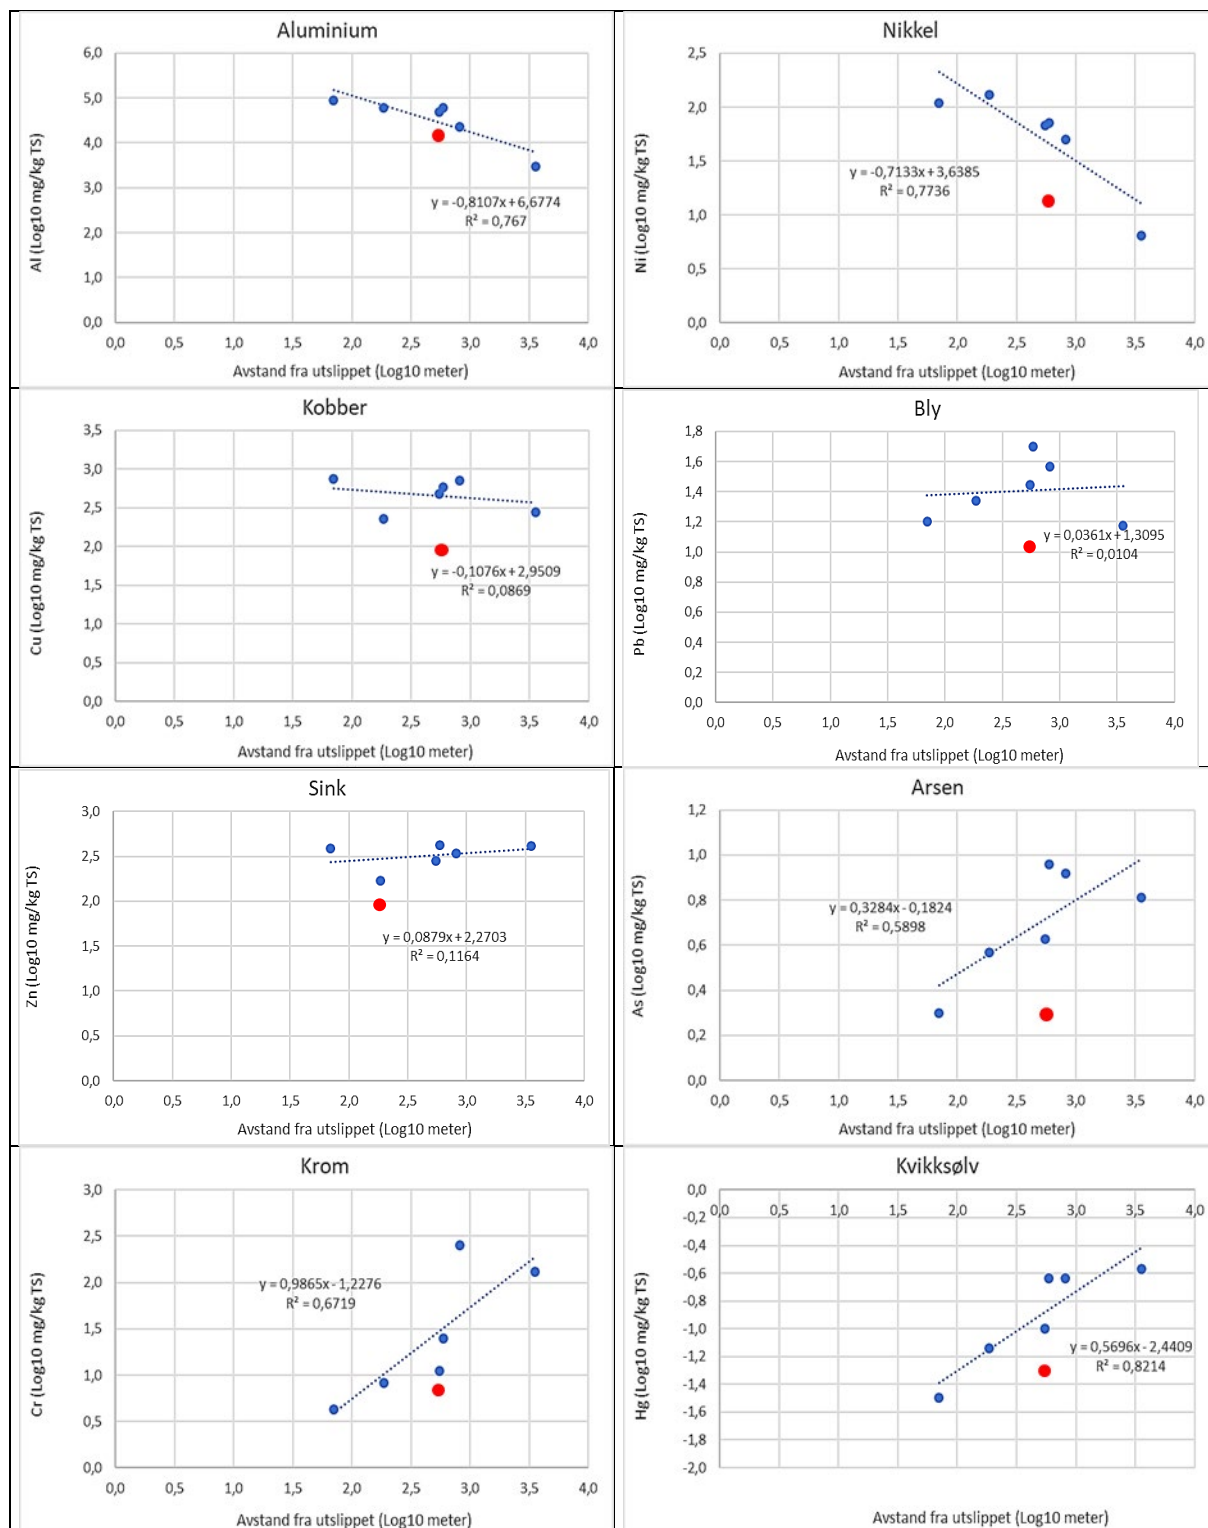 Aluminium
6,0
5,0
4,0
3,0
2,0
1,0
0,0
Al (Log10 mg/kg TS)
y = -0,8107x + 6,6774
R² = 0,767
0,0 0,5 1,0 1,5 2,0 2,5 3,0 3,5 4,0
Avstand fra utslippet (Log10 meter)
Nikkel
2,5
2,0
1,5
1,0
0,5
0,0
Ni (Log10 mg/kg TS)
y = -0,7133x + 3,6385
R² = 0,7736
0,0 0,5 1,0 1,5 2,0 2,5 3,0 3,5 4,0
Avstand fra utslippet (Log10 meter)
Kobber
3,5
3,0
2,5
2,0
1,5
1,0
0,5
0,0
Cu (Log10 mg/kg TS)
y = -0,1076x + 2,9509
R² = 0,0869
0,0 0,5 1,0 1,5 2,0 2,5 3,0 3,5 4,0
Avstand fra utslippet (Log10 meter)
Bly
1,8
1,6
1,4
1,2
1,0
0,8
0,6
0,4
0,2
0,0
Pb (Log10 mg/kg TS)
y = 0,0361x + 1,3095
R² = 0,0104
0,0 0,5 1,0 1,5 2,0 2,5 3,0 3,5 4,0
Avstand fra utslippet (Log10 meter)
Sink
3,0
2,5
2,0
1,5
1,0
0,5
0,0
Zn (Log10 mg/kg TS)
y = 0,0879x + 2,2703
R² = 0,1164
0,0 0,5 1,0 1,5 2,0 2,5 3,0 3,5 4,0
Avstand fra utslippet (Log10 meter)
Arsen
1,2
1,0
0,8
0,6
0,4
0,2
0,0
As (Log10 mg/kg TS)
y = 0,3284x - 0,1824
R² = 0,5898
0,0 0,5 1,0 1,5 2,0 2,5 3,0 3,5 4,0
Avstand fra utslippet (Log10 meter)
Krom
3,0
2,5
2,0
1,5
1,0
0,5
0,0
Cr (Log10 mg/kg TS)
y = 0,9865x - 1,2276
R² = 0,6719
0,0 0,5 1,0 1,5 2,0 2,5 3,0 3,5 4,0
Avstand fra utslippet (Log10 meter)
Kvikksølv
0,0
-0,2
-0,4
-0,6
-0,8
-1,0
-1,2
-1,4
-1,6
-1,8
-2,0
Hg (Log10 mg/kg TS)
0,0 0,5 1,0 1,5 2,0 2,5 3,0 3,5 4,0
y = 0,5696x - 2,4409
R² = 0,8214
Avstand fra utslippet (Log10 meter)